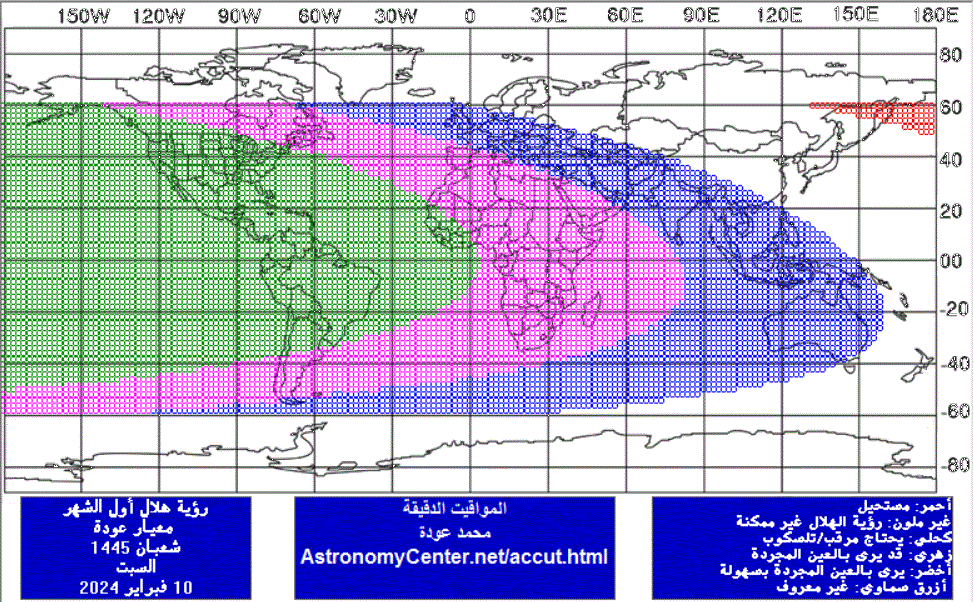 150W 120W 90W 60W 30W 0 30E 60E 90E 120E 150E 180E
80
60
40
20
00
-20
-40
-60
-80
رؤية هلال أول الشهر
معيار عودة
شعبان 1445
السبت
10 فبراير 2024
المواقيت الدقيقة
محمد عودة
AstronomyCenter.net/accut.html
أحمر: مستحيل
غير ملون: رؤية الهلال غير ممكنة
كحلي: يحتاج مرقب/تلسكوب
زهري: قد يرى بالعين المجردة
أخضر: يرى بالعين المجردة بسهولة
أزرق سماوي: غير معروف